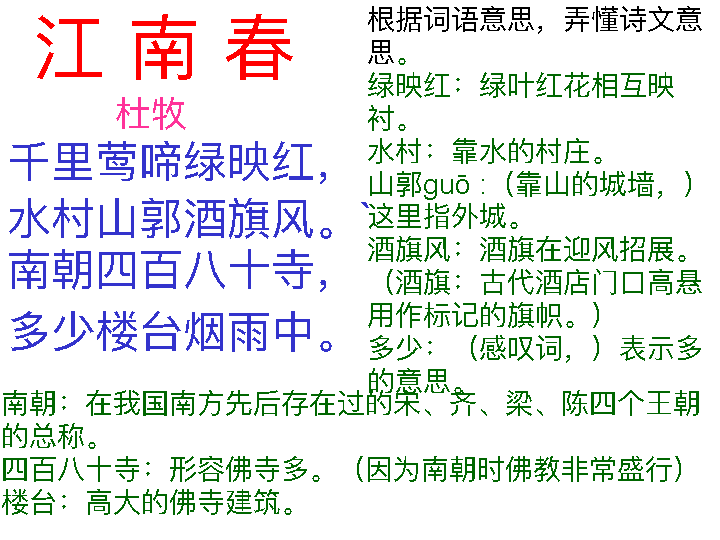 江南春
杜牧
千里莺啼绿映红，
水村山郭酒旗风。
南朝四百八十寺，
多少楼台烟雨中。
根据词语意思，弄懂诗文意
思。
绿映红：绿叶红花相互映
衬。
水村：靠水的村庄。
山郭guō：（靠山的城墙，）
这里指外城。
酒旗风：酒旗在迎风招展。
（酒旗：古代酒店门口高悬
用作标记的旗帜。）
多少：（感叹词，）表示多
的意思。
南朝：在我国南方先后存在过的宋、齐、梁、陈四个王朝
的总称。
四百八十寺：形容佛寺多。（因为南朝时佛教非常盛行）
楼台：高大的佛寺建筑。